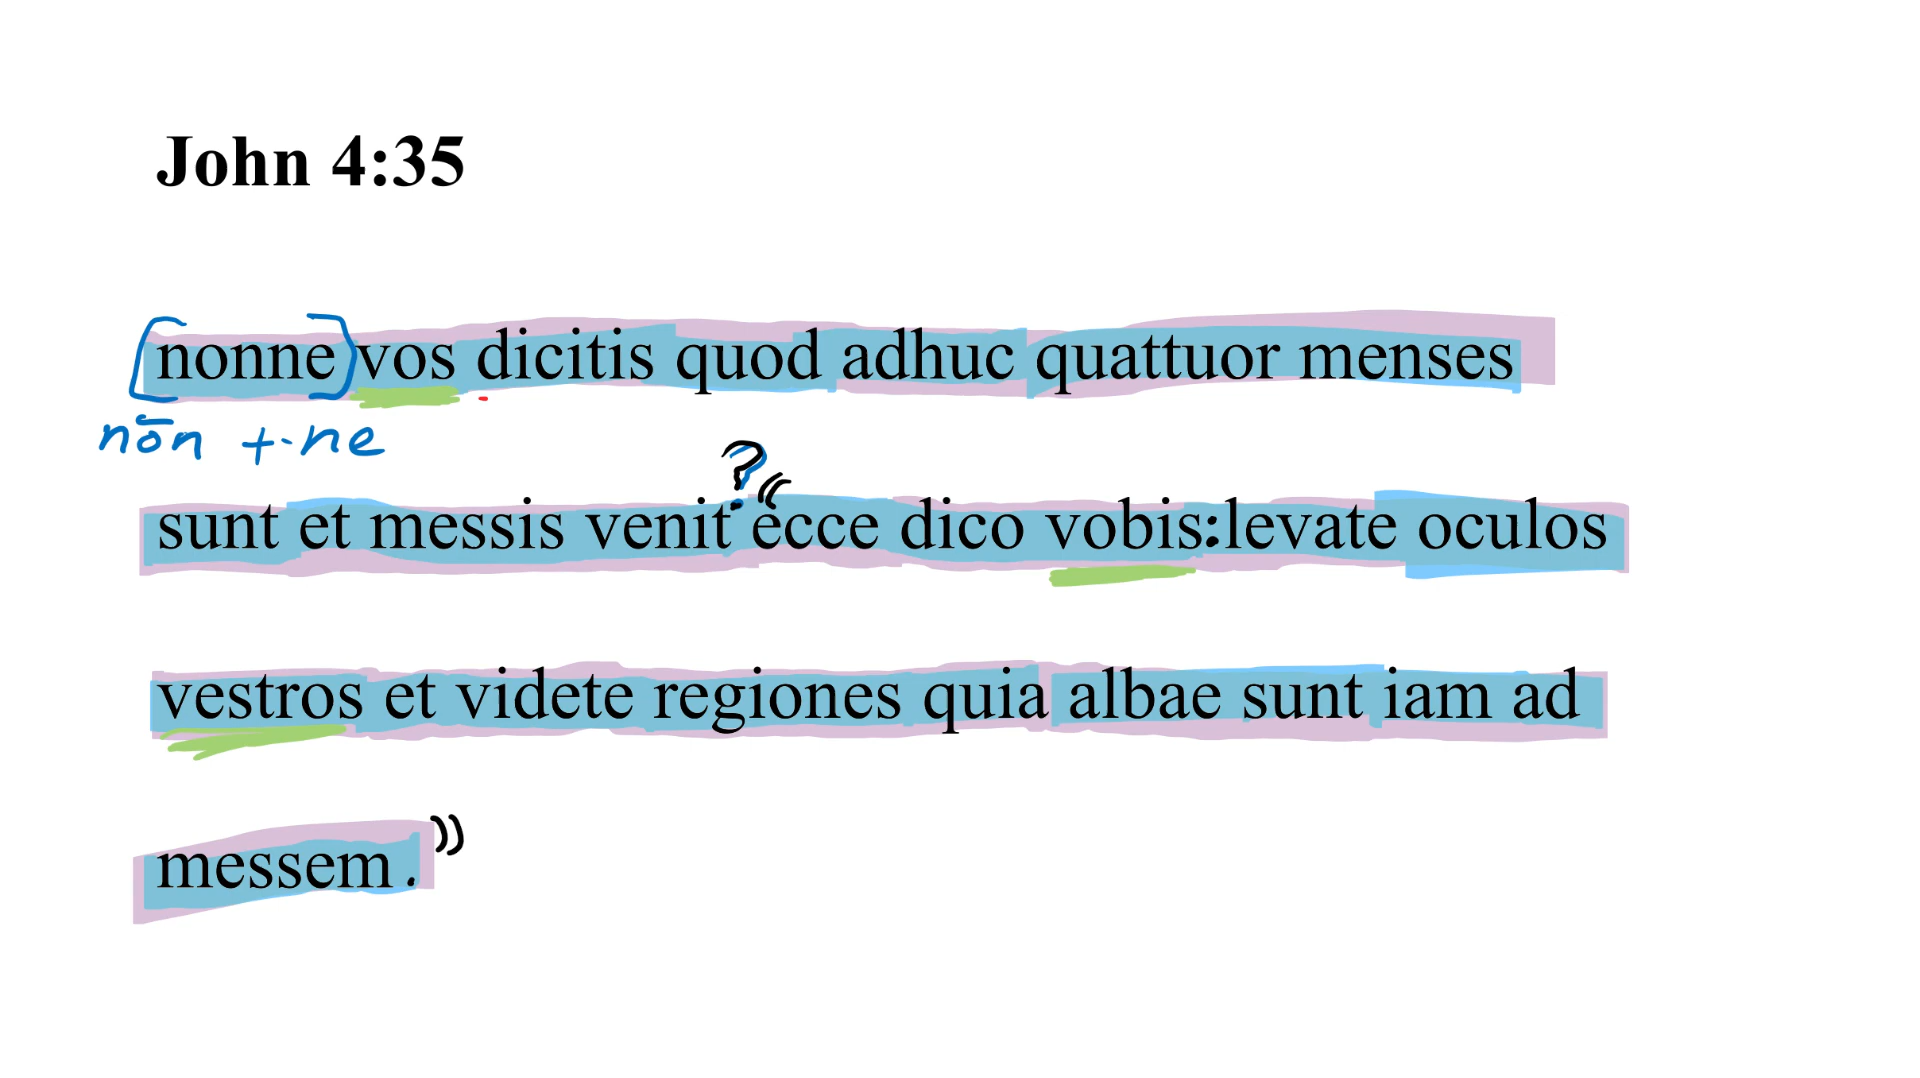 John 4:35
nonne vos dicitis quod adhuc quattuor menses
nōn + -ne
sunt et messis venit? “ecce dico vobis: levate oculos
vestros et videte regiones quia albae sunt iam ad
messem.”